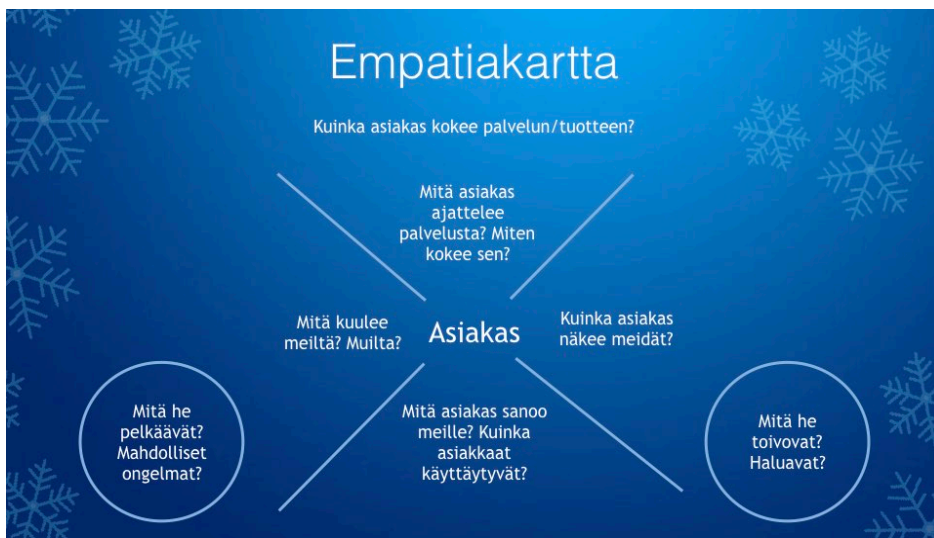 Empatiakartta
Kuinka asiakas kokee palvelun/tuotteen?
Mitä asiakas
ajattelee
palvelusta? Miten
kokee sen?
Mitä kuulee
meiltä? Muilta?
Asiakas
Kuinka asiakas
näkee meidät?
Mitä he
pelkäävät?
Mahdolliset
ongelmat?
Mitä asiakas sanoo
meille? Kuinka
asiakkaat
käyttäytyvät?
Mitä he
toivovat?
Haluavat?